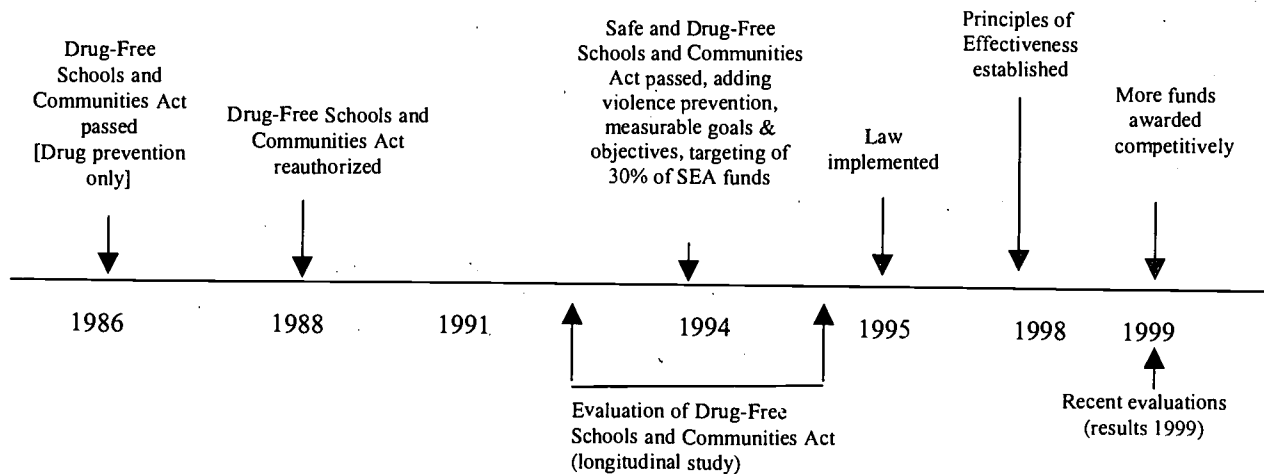 Drug-Free
Schools and
Communities Act
passed
[Drug prevention
only]
Drug-Free Schools and
Communities Act
reauthorized
Safe and Drug-Free
Schools and Communities
Act passed, adding
violence prevention,
measurable goals &
objectives, targeting of
30% of SEA funds
Law
implemented
Principles of
Effectiveness
established
More funds
awarded
competitively
1986
1988
1991
1994
1995
1998
1999
Evaluation of Drug-Free
Schools and Communities Act
(longitudinal study)
Recent evaluations
(results 1999)